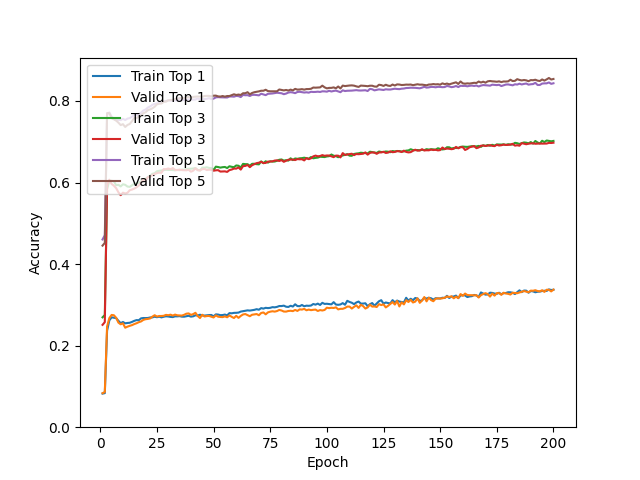 Train Top 1
Valid Top 1
Train Top 3
Valid Top 3
Train Top 5
Valid Top 5
0.8
0.6
0.4
0.2
0.0
Accuracy
0 25 50 75 100 125 150 175 200
Epoch